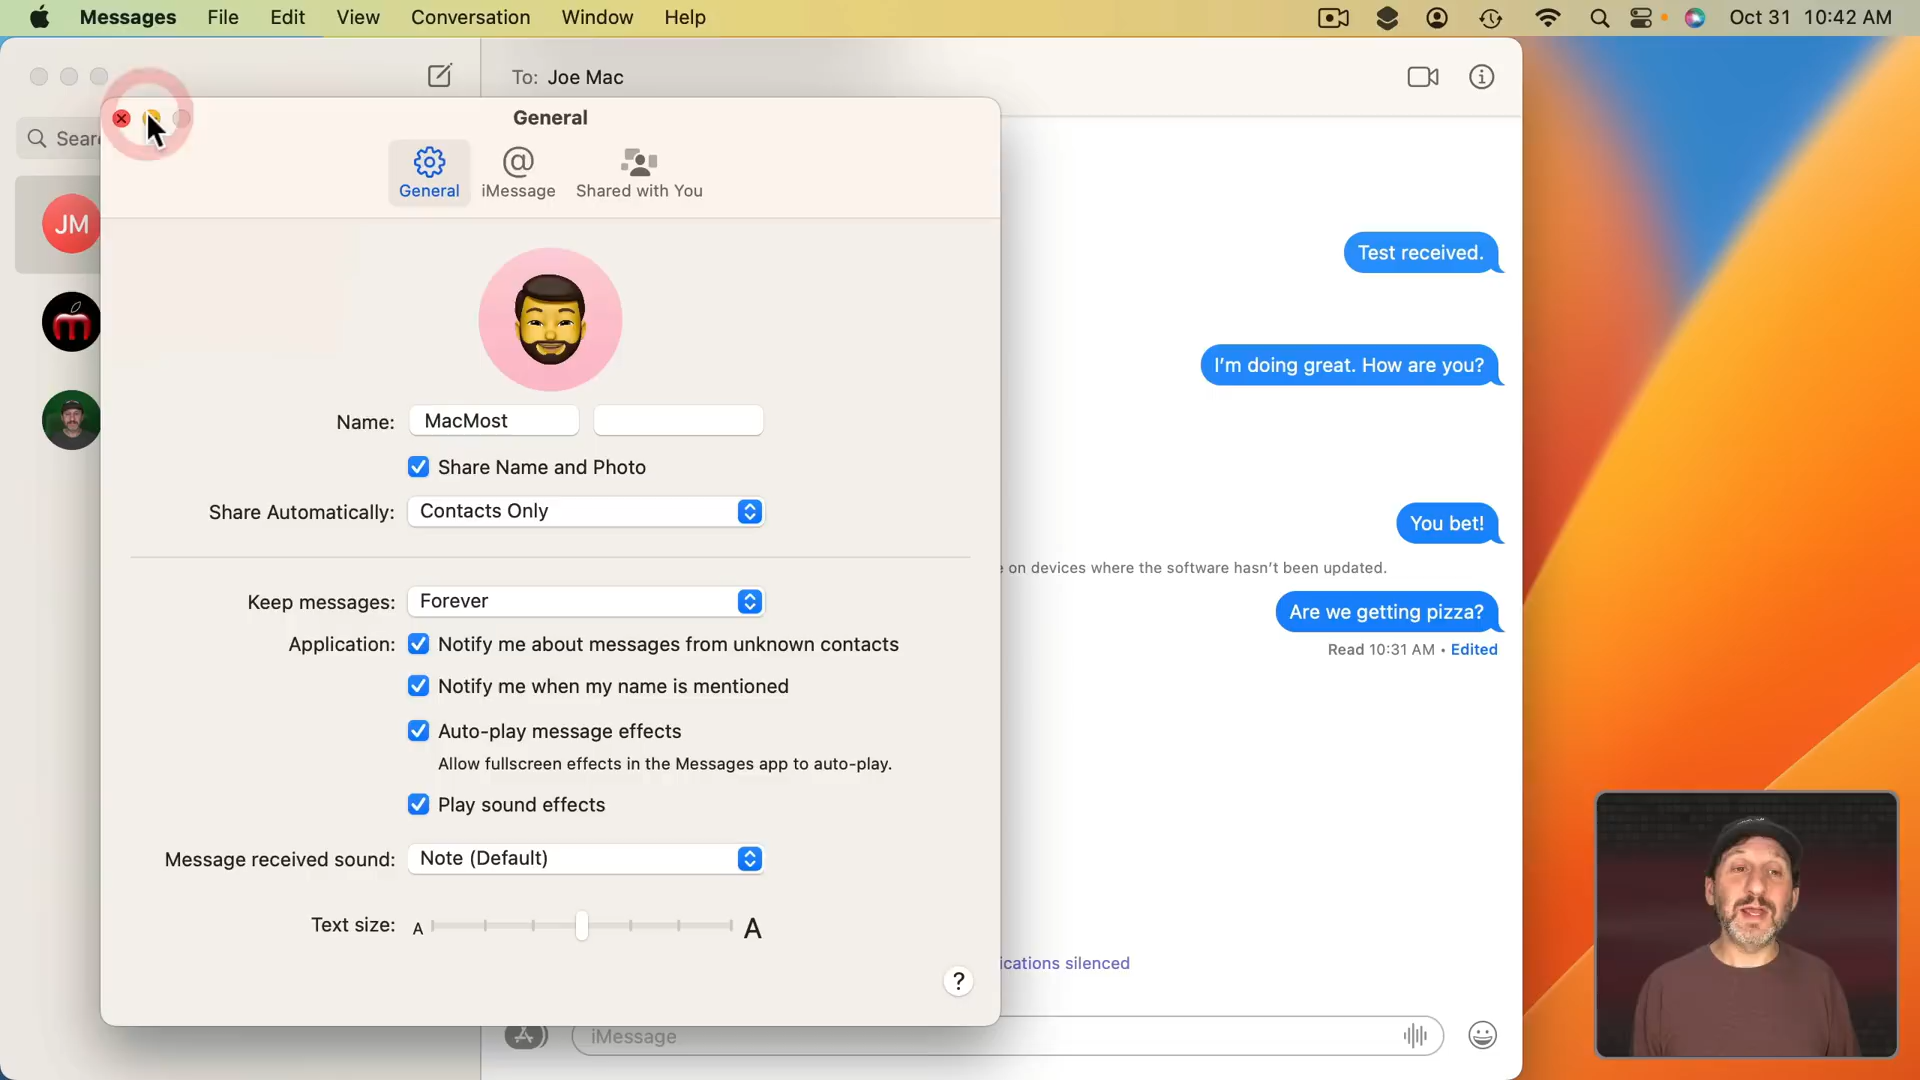 Messages File Edit View Conversation Window Help Oct 31 10:42 AM
To: Joe Mac
General
Sear
General iMessage Shared with You
JM
Test received.
I'm doing great. How are you?
Name: MacMost
Share Name and Photo
Share Automatically: Contacts Only
You bet!
on devices where the software hasn't been updated.
Keep messages: Forever
Are we getting pizza?
Application: Notify me about messages from unknown contacts
Read 10:31 AM • Edited
Notify me when my name is mentioned
Auto-play message effects
Allow fullscreen effects in the Messages app to auto-play.
Play sound effects
Message received sound: Note (Default)
Text size: A A
ications silenced
?
iMessage